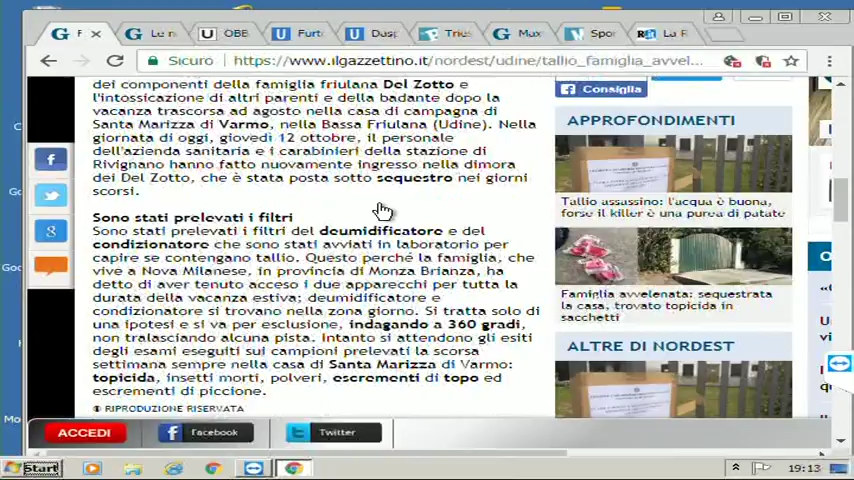 F
Le n
OBB
Furt
Dasp
Ties
Max
Spor
La R
Sicuro
https://www.ilgazzettino.it/nordest/udine/tallio_famiglia_avvel...
dei componenti della famiglia friulana Del Zotto e
l'intossicazione di altri parenti e della badante dopo la
vacanza trascorsa ad agosto nella casa di campagna di
Santa Marizza di Varmo, nella Bassa Friulana (Udine). Nella
giornata di oggi, giovedì 12 ottobre, il personale
dell'azienda sanitaria e i carabinieri della stazione di
Rivignano hanno fatto nuovamente ingresso nella dimora
dei Del Zotto, che è stata posta sotto sequestro nei giorni
scorsi.
Sono stati prelevati i filtri
Sono stati prelevati i filtri del deumidificatore e del
condizionatore che sono stati avviati in laboratorio per
capire se contengano tallio. Questo perché la famiglia, che
vive a Nova Milanese, in provincia di Monza Brianza, ha
detto di aver tenuto acceso i due apparecchi per tutta la
durata della vacanza estiva; deumidificatore e
condizionatore si trovano nella zona giorno. Si tratta solo di
una ipotesi e si va per esclusione, indagando a 360 gradi,
non tralasciando alcuna pista. Intanto si attendono gli esiti
degli esami eseguiti sui campioni prelevati la scorsa
settimana sempre nella casa di Santa Marizza di Varmo:
topicida, insetti morti, polveri, escrementi di topo ed
escrementi di piccione.
© RIPRODUZIONE RISERVATA
Consiglia
APPROFONDIMENTI
Tallio assassino: l'acqua è buona,
forse il killer è una purea di patate
Famiglia avvelenata: sequestrata
la casa, trovato topicida in
sacchetti
ALTRE DI NORDEST
ACCEDI
Facebook
Twitter
Start
19:13